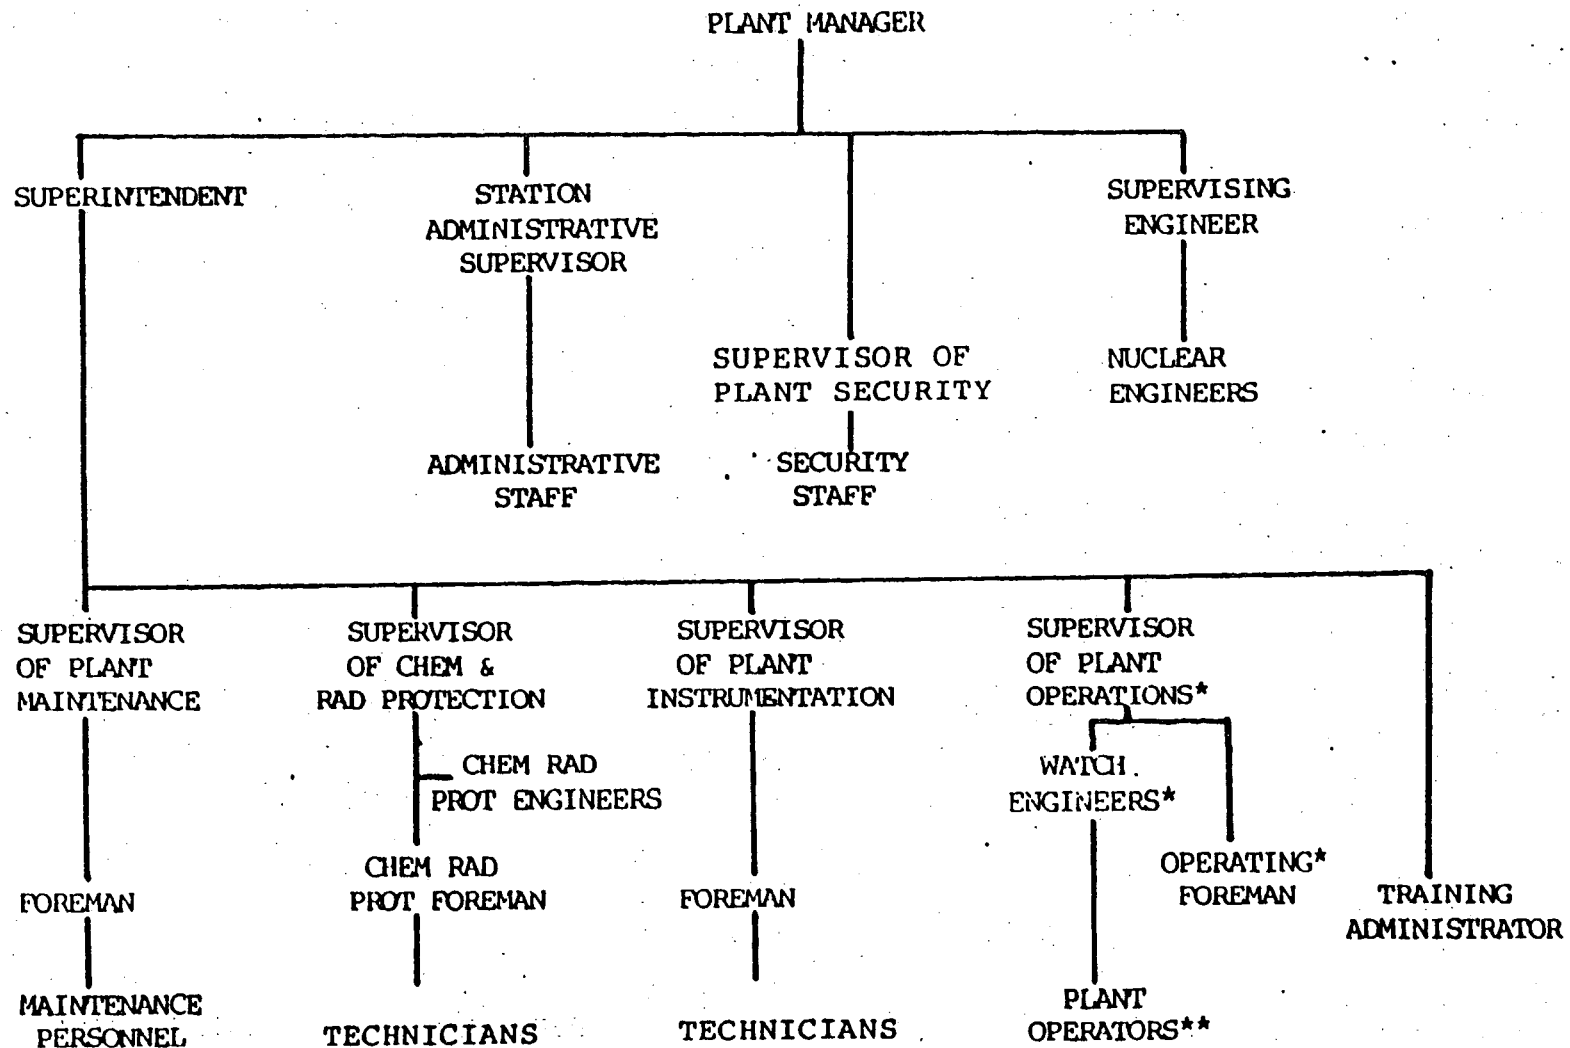 PLANT MANAGER
SUPERINTENDENT
STATION
ADMINISTRATIVE
SUPERVISOR
SUPERVISING
ENGINEER
SUPERVISOR OF
PLANT SECURITY
NUCLEAR
ENGINEERS
ADMINISTRATIVE
STAFF
SECURITY
STAFF
SUPERVISOR
OF PLANT
MAINTENANCE
SUPERVISOR
OF CHEM &
RAD PROTECTION
SUPERVISOR
OF PLANT
INSTRUMENTATION
SUPERVISOR
OF PLANT
OPERATIONS*
CHEM RAD
PROT ENGINEERS
WATCH
ENGINEERS*
CHEM RAD
PROT FOREMAN
OPERATING*
FOREMAN
FOREMAN
FOREMAN
TRAINING
ADMINISTRATOR
MAINTENANCE
PERSONNEL
TECHNICIANS
TECHNICIANS
PLANT
OPERATORS**